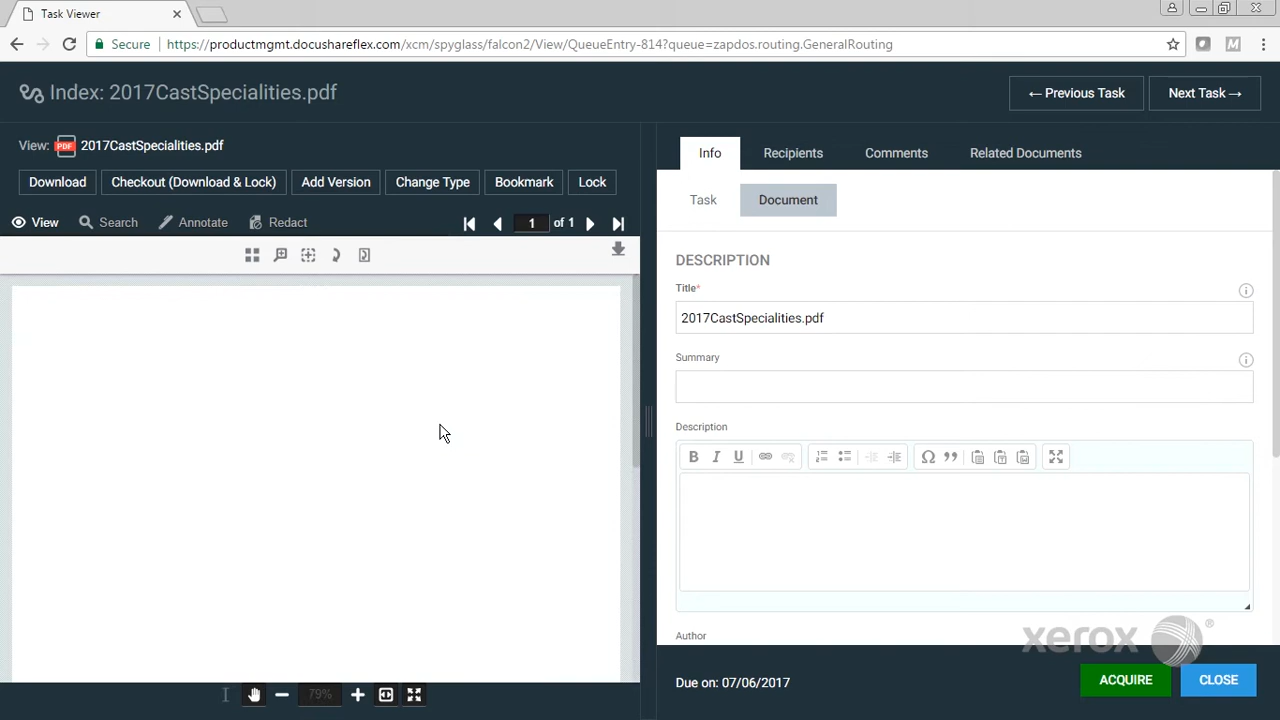 Task Viewer
Secure https://productmgmt.docushareflex.com/xcm/spyglass/falcon2/View/QueueEntry-814?queue=zapdos.routing.GeneralRouting
Index: 2017CastSpecialities.pdf
← Previous Task
Next Task →
View: PDF 2017CastSpecialities.pdf
Download
Checkout (Download & Lock)
Add Version
Change Type
Bookmark
Lock
View
Search
Annotate
Redact
1 of 1
79%
Info
Recipients
Comments
Related Documents
Task
Document
DESCRIPTION
Title*
2017CastSpecialities.pdf
Summary
Description
B I U
Author
xerox ®
Due on: 07/06/2017
ACQUIRE
CLOSE